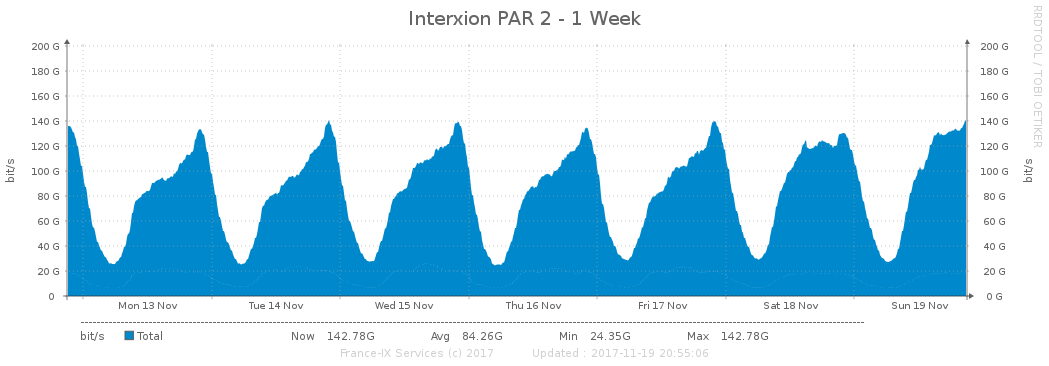 Interxion PAR 2 - 1 Week
RRDTOOL / TOBI OETIKER
200 G 200 G
180 G 180 G
160 G 160 G
140 G 140 G
120 G 120 G
100 G 100 G
80 G 80 G
60 G 60 G
40 G 40 G
20 G 20 G
0 0 G
bit/s bit/s
Mon 13 Nov Tue 14 Nov Wed 15 Nov Thu 16 Nov Fri 17 Nov Sat 18 Nov Sun 19 Nov
bit/s Total Now 142.78G Avg 84.26G Min 24.35G Max 142.78G
France-IX Services (c) 2017 Updated : 2017-11-19 20:55:06